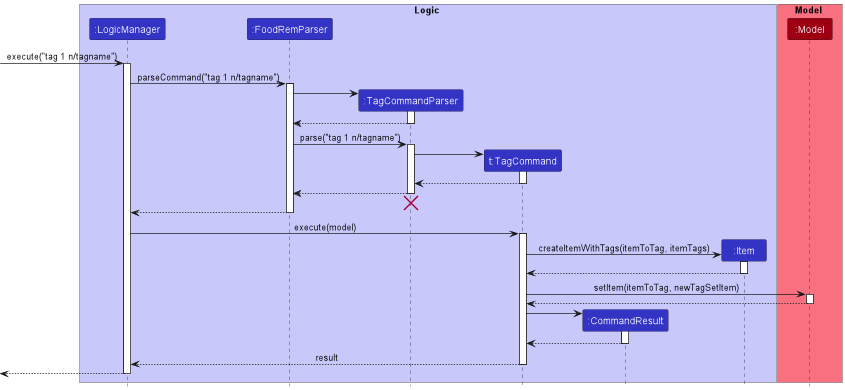 Logic
Model
:LogicManager
:FoodRemParser
:Model
execute("tag 1 n/tagname")
parseCommand("tag 1 n/tagname")
:TagCommandParser
parse("tag 1 n/tagname")
t:TagCommand
execute(model)
createItemWithTags(itemToTag, itemTags)
:Item
setItem(itemToTag, newTagSetItem)
:CommandResult
result